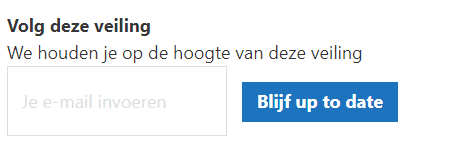 Volg deze veiling
We houden je op de hoogte van deze veiling
Je e-mail invoeren
Blijf up to date